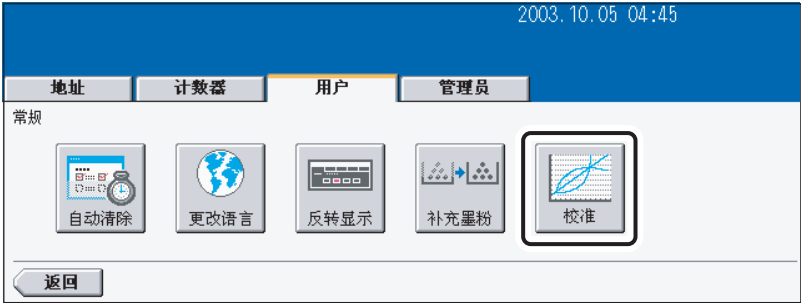 2003.10.05 04:45
地址 计数器 用户 管理员
常规
自动清除 更改语言 反转显示 补充墨粉 校准
返回